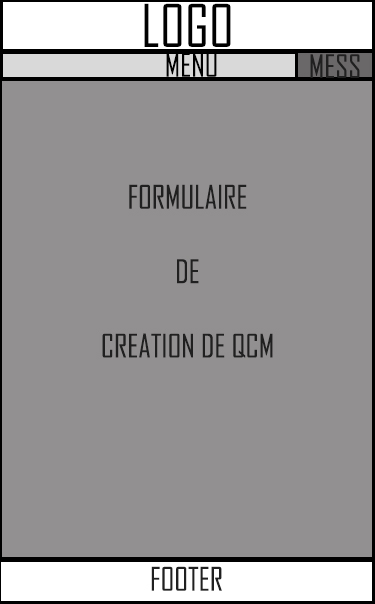 LOGO
MENU MESS
FORMULAIRE
DE
CREATION DE QCM
FOOTER